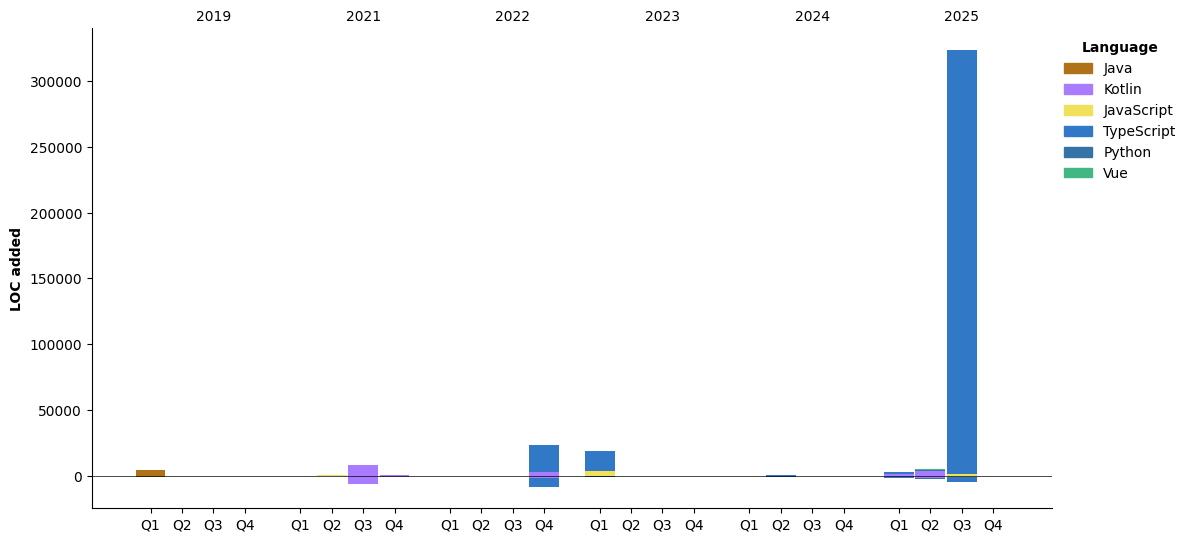 2019 2021 2022 2023 2024 2025
Language
Java
Kotlin
JavaScript
TypeScript
Python
Vue
LOC added
300000
250000
200000
150000
100000
50000
0
Q1 Q2 Q3 Q4 Q1 Q2 Q3 Q4 Q1 Q2 Q3 Q4 Q1 Q2 Q3 Q4 Q1 Q2 Q3 Q4 Q1 Q2 Q3 Q4